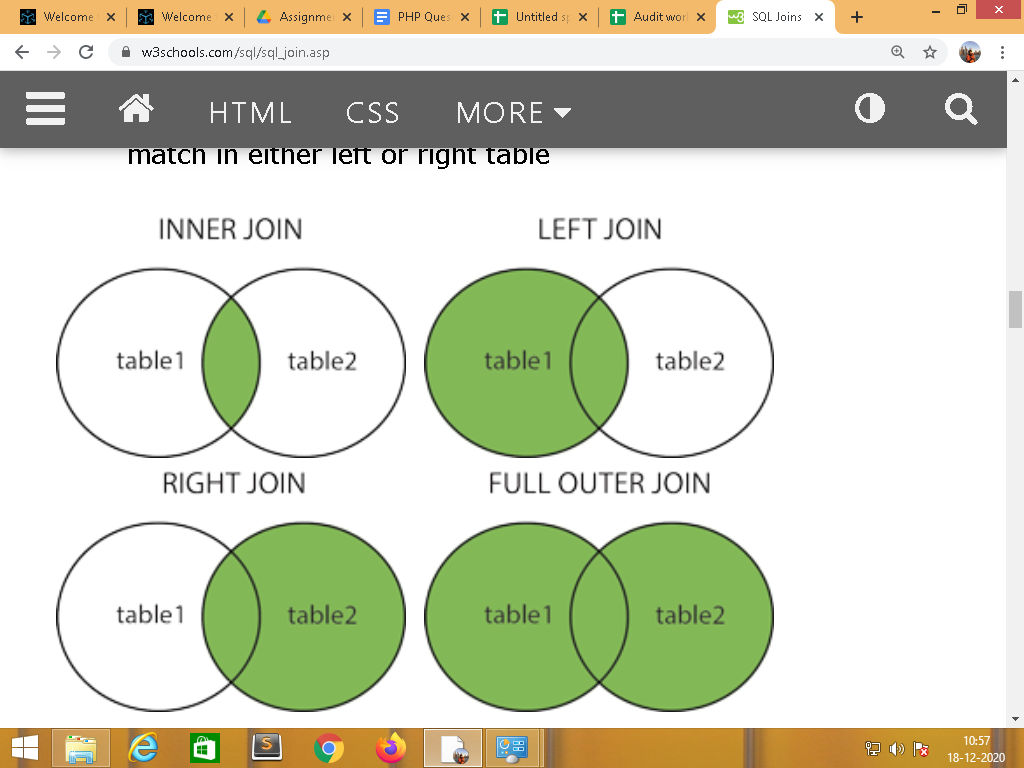 Welcome
Welcome
Assignme
PHP Ques
Untitled sp
Audit worl
SQL Joins
w3schools.com/sql/sql_join.asp
HTML CSS MORE
match in either left or right table
INNER JOIN LEFT JOIN
table1 table2 table1 table2
RIGHT JOIN FULL OUTER JOIN
table1 table2 table1 table2
10:57
18-12-2020